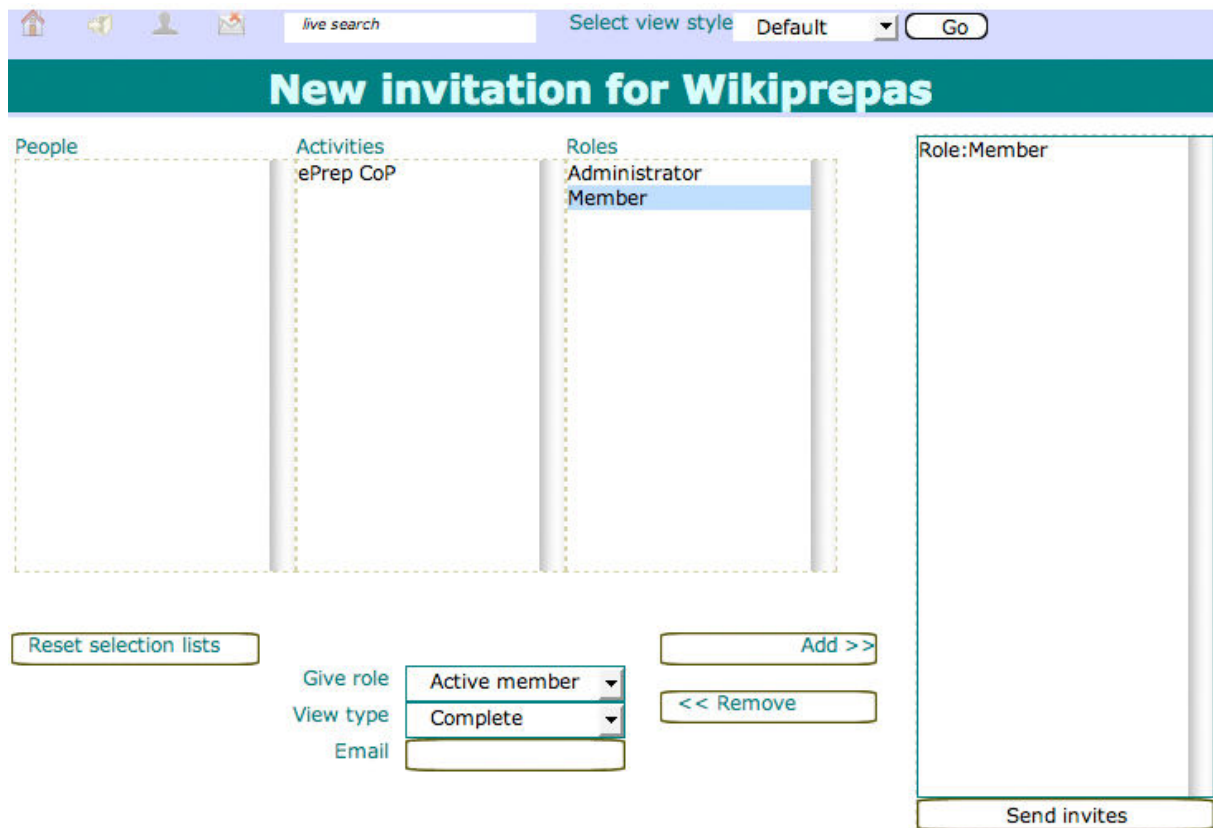 live search
Select view style
Default
Go
New invitation for Wikiprepas
People
Activities
Roles
ePrep CoP
Administrator
Member
Role:Member
Reset selection lists
Add >>
Give role
Active member
<< Remove
View type
Complete
Email
Send invites